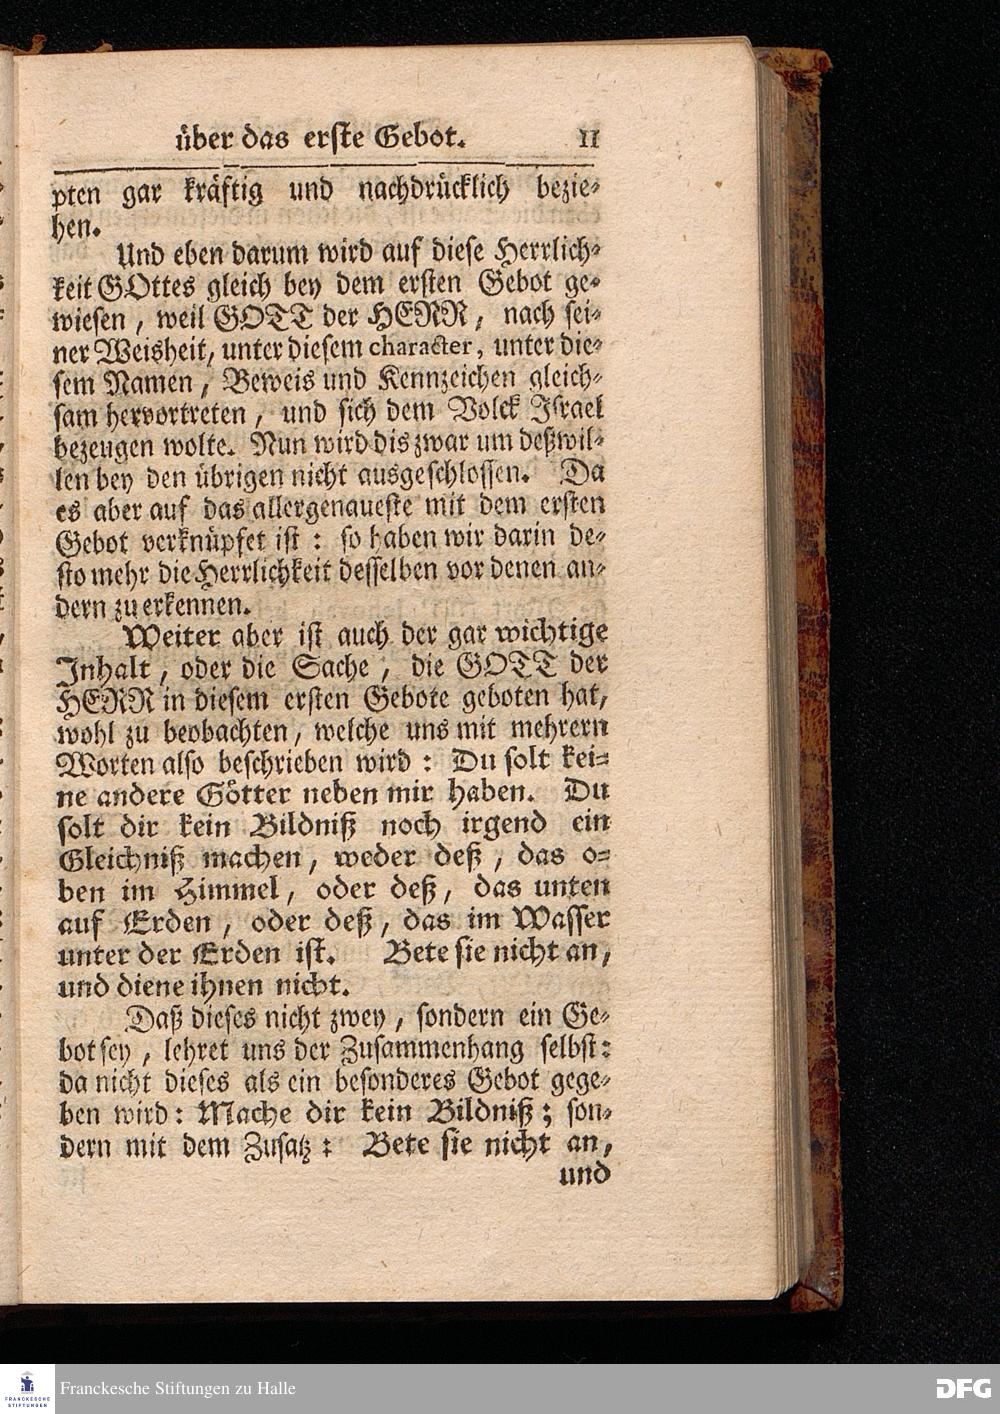 über das erste Gebot. 11
pten gar kräftig und nachdrücklich bezie-
hen.
Und eben darum wird auf diese Herrlich-
keit GOttes gleich bey dem ersten Gebot ge-
wiesen, weil GOTT der HERR, nach sei-
ner Weisheit, unter diesem character, unter die-
sem Namen, Beweis und Kennzeichen gleich-
sam hervortreten, und sich dem Volck Israel
bezeugen wolte. Nun wird dis zwar um deßwil-
len bey den übrigen nicht ausgeschlossen. Da
es aber auf das allergenaueste mit dem ersten
Gebot verknüpfet ist: so haben wir darin de-
sto mehr die Herrlichkeit desselben vor denen an-
dern zu erkennen.
Weiter aber ist auch der gar wichtige
Inhalt, oder die Sache, die GOTT der
HERR in diesem ersten Gebote geboten hat,
wohl zu beobachten, welche uns mit mehrern
Worten also beschrieben wird: Du solt kei-
ne andere Götter neben mir haben. Du
solt dir kein Bildniß noch irgend ein
Gleichniß machen, weder deß, das o-
ben im Himmel, oder deß, das unten
auf Erden, oder deß, das im Wasser
unter der Erden ist. Bete sie nicht an,
und diene ihnen nicht.
Daß dieses nicht zwey, sondern ein Ge-
bot sey, lehret uns der Zusammenhang selbst:
da nicht dieses als ein besonderes Gebot gege-
ben wird: Mache dir kein Bildniß; son-
dern mit dem Zusatz: Bete sie nicht an,
und
FRANCKESCHE
STIFTUNGEN
Franckesche Stiftungen zu Halle
DFG